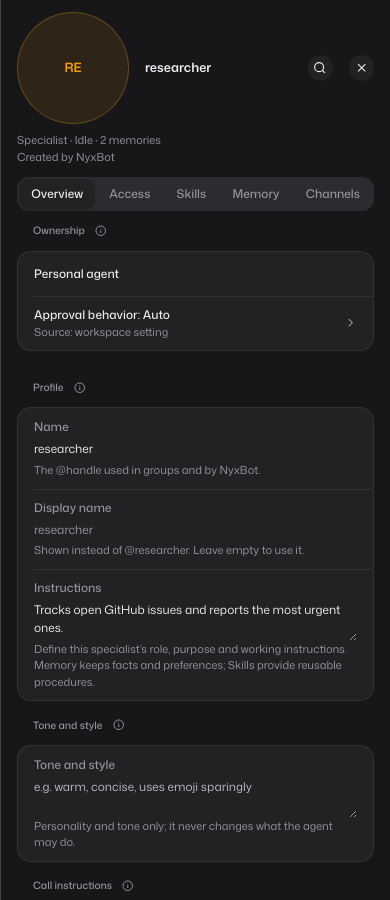 RE
researcher
Specialist · Idle · 2 memories
Created by NyxBot
Overview
Access
Skills
Memory
Channels
Ownership
Personal agent
Approval behavior: Auto
Source: workspace setting
Profile
Name
researcher
The @handle used in groups and by NyxBot.
Display name
researcher
Shown instead of @researcher. Leave empty to use it.
Instructions
Tracks open GitHub issues and reports the most urgent
ones.
Define this specialist's role, purpose and working instructions.
Memory keeps facts and preferences; Skills provide reusable
procedures.
Tone and style
Tone and style
e.g. warm, concise, uses emoji sparingly
Personality and tone only; it never changes what the agent
may do.
Call instructions